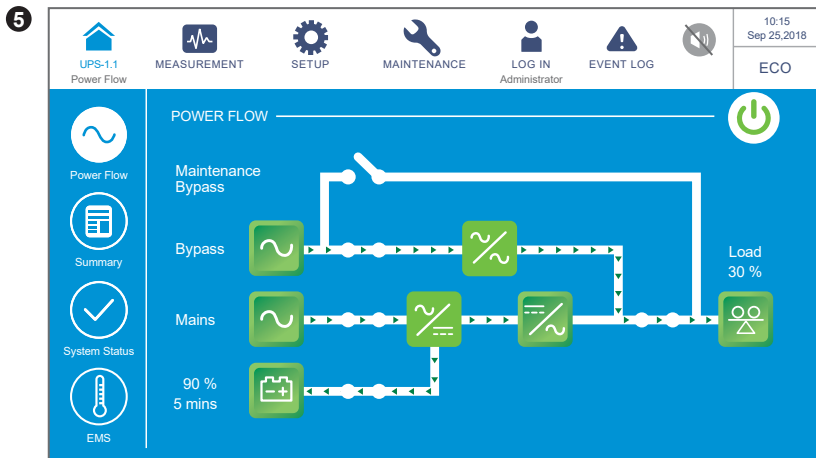 5
UPS-1.1
Power Flow
MEASUREMENT
SETUP
MAINTENANCE
LOG IN
Administrator
EVENT LOG
10:15
Sep 25,2018
ECO
POWER FLOW
Power Flow
Summary
System Status
EMS
Maintenance
Bypass
Bypass
Mains
90 %
5 mins
Load
30 %